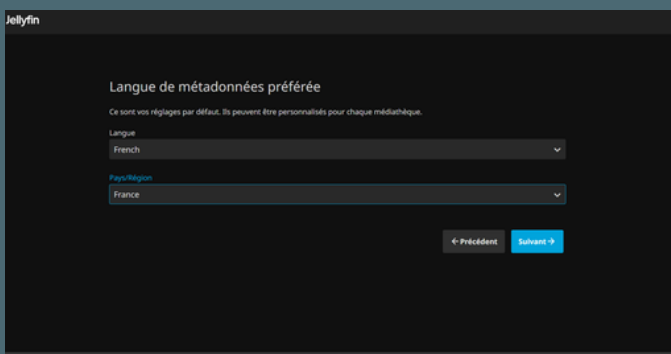 Jellyfin
Langue de métadonnées préférée
Ce sont vos réglages par défaut. Ils peuvent être personnalisés pour chaque médiathèque.
Langue
French
Pays/Région
France
← Précédent
Suivant →